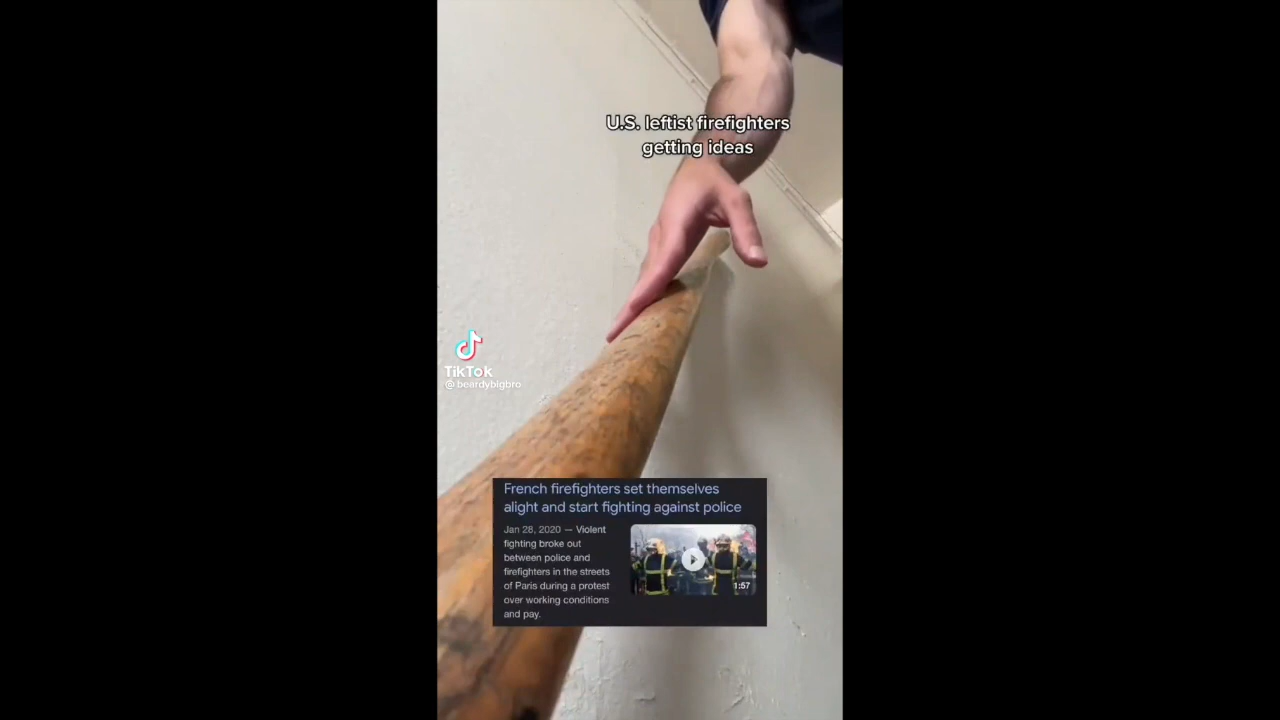 U.S. leftist firefighters
getting ideas
TikTok
@ beardybigbro
French firefighters set themselves
alight and start fighting against police
Jan 28, 2020 — Violent
fighting broke out
between police and
firefighters in the streets
of Paris during a protest
over working conditions
and pay.
1:57